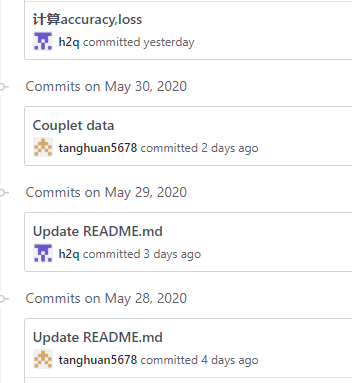 计算accuracy,loss
h2q committed yesterday
Commits on May 30, 2020
Couplet data
tanghuan5678 committed 2 days ago
Commits on May 29, 2020
Update README.md
h2q committed 3 days ago
Commits on May 28, 2020
Update README.md
tanghuan5678 committed 4 days ago